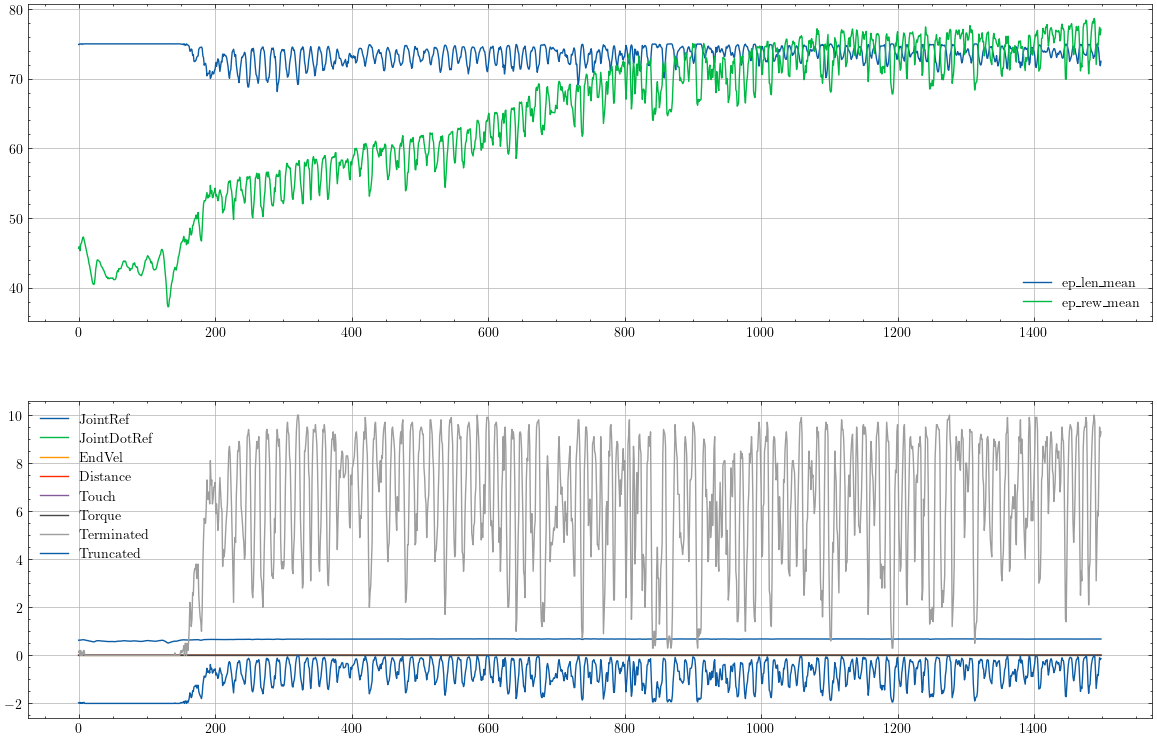 80
70
60
50
40
ep_len_mean
ep_rew_mean
0 200 400 600 800 1000 1200 1400
10
8
6
4
2
0
−2
JointRef
JointDotRef
EndVel
Distance
Touch
Torque
Terminated
Truncated
0 200 400 600 800 1000 1200 1400